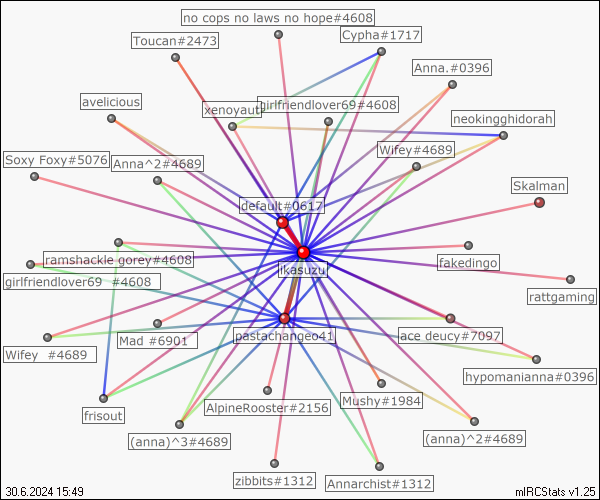 no cops no laws no hope#4608
Toucan#2473
Cypha#1717
Anna.#0396
avelicious
xenoyaut
girlfriendlover69#4608
neokingghidorah
Soxy Foxy#5076
Anna^2#4689
Wifey#4689
Skalman
default#0617
ramshackle gorey#4608
ikasuzu
fakedingo
girlfriendlover69 #4608
rattgaming
Wifey #4689
Mad #6901
pastachangeo41
ace deucy#7097
hypomanianna#0396
frisout
AlpineRooster#2156
Mushy#1984
(anna)^3#4689
(anna)^2#4689
zibbits#1312
Annarchist#1312
30.6.2024 15:49
mIRCStats v1.25